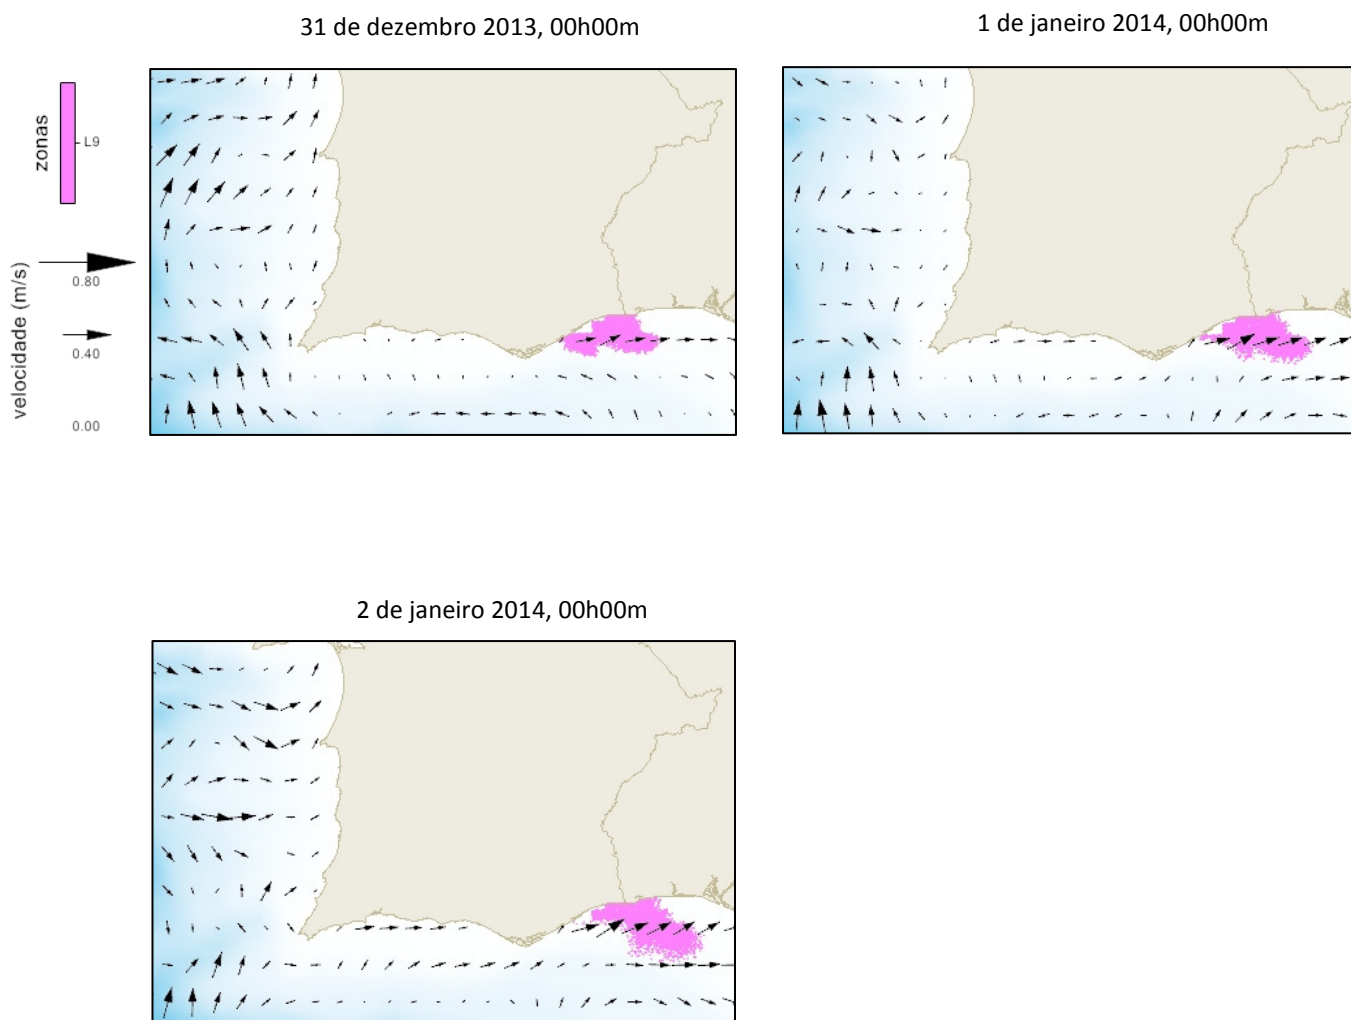 31 de dezembro 2013, 00h00m
1 de janeiro 2014, 00h00m
zonas
L9
velocidade (m/s)
0.80
0.40
0.00
2 de janeiro 2014, 00h00m